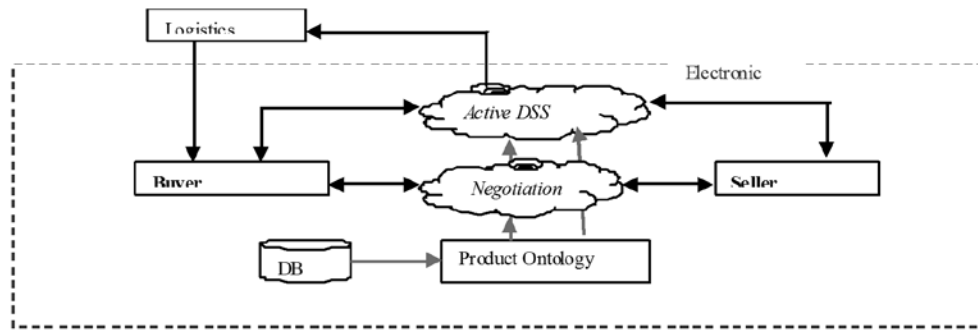 Logistics
Electronic
Active DSS
Buyer
Negotiation
Seller
DB
Product Ontology